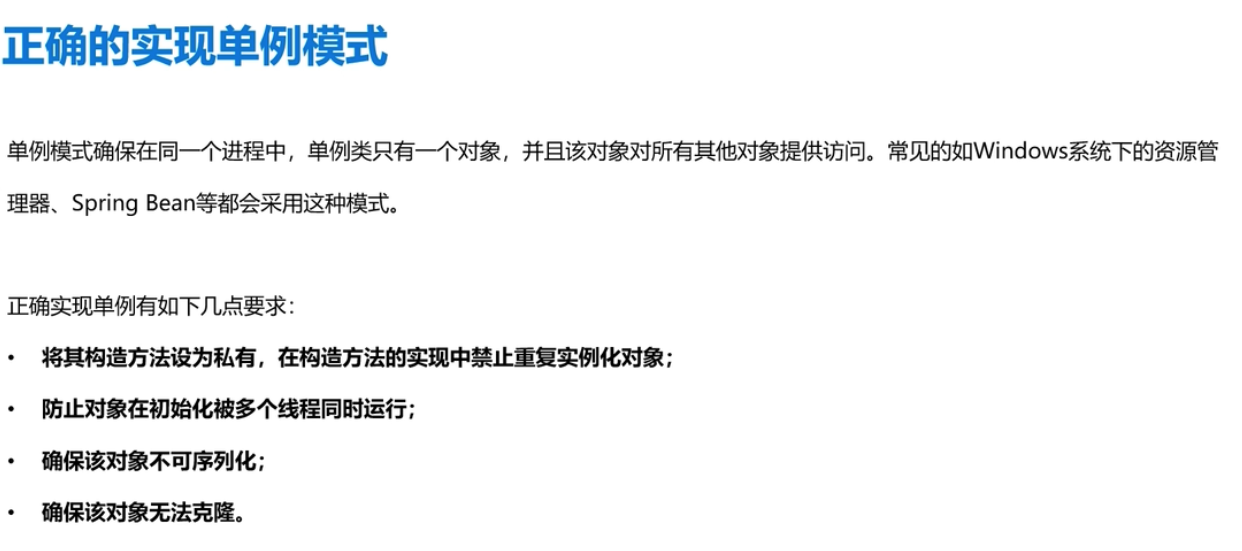 正确的实现单例模式
单例模式确保在同一个进程中，单例类只有一个对象，并且该对象对所有其他对象提供访问。常见的如Windows系统下的资源管
理器、Spring Bean等都会采用这种模式。
正确实现单例有如下几点要求：
• 将其构造方法设为私有，在构造方法的实现中禁止重复实例化对象；
• 防止对象在初始化被多个线程同时运行；
• 确保该对象不可序列化；
• 确保该对象无法克隆。